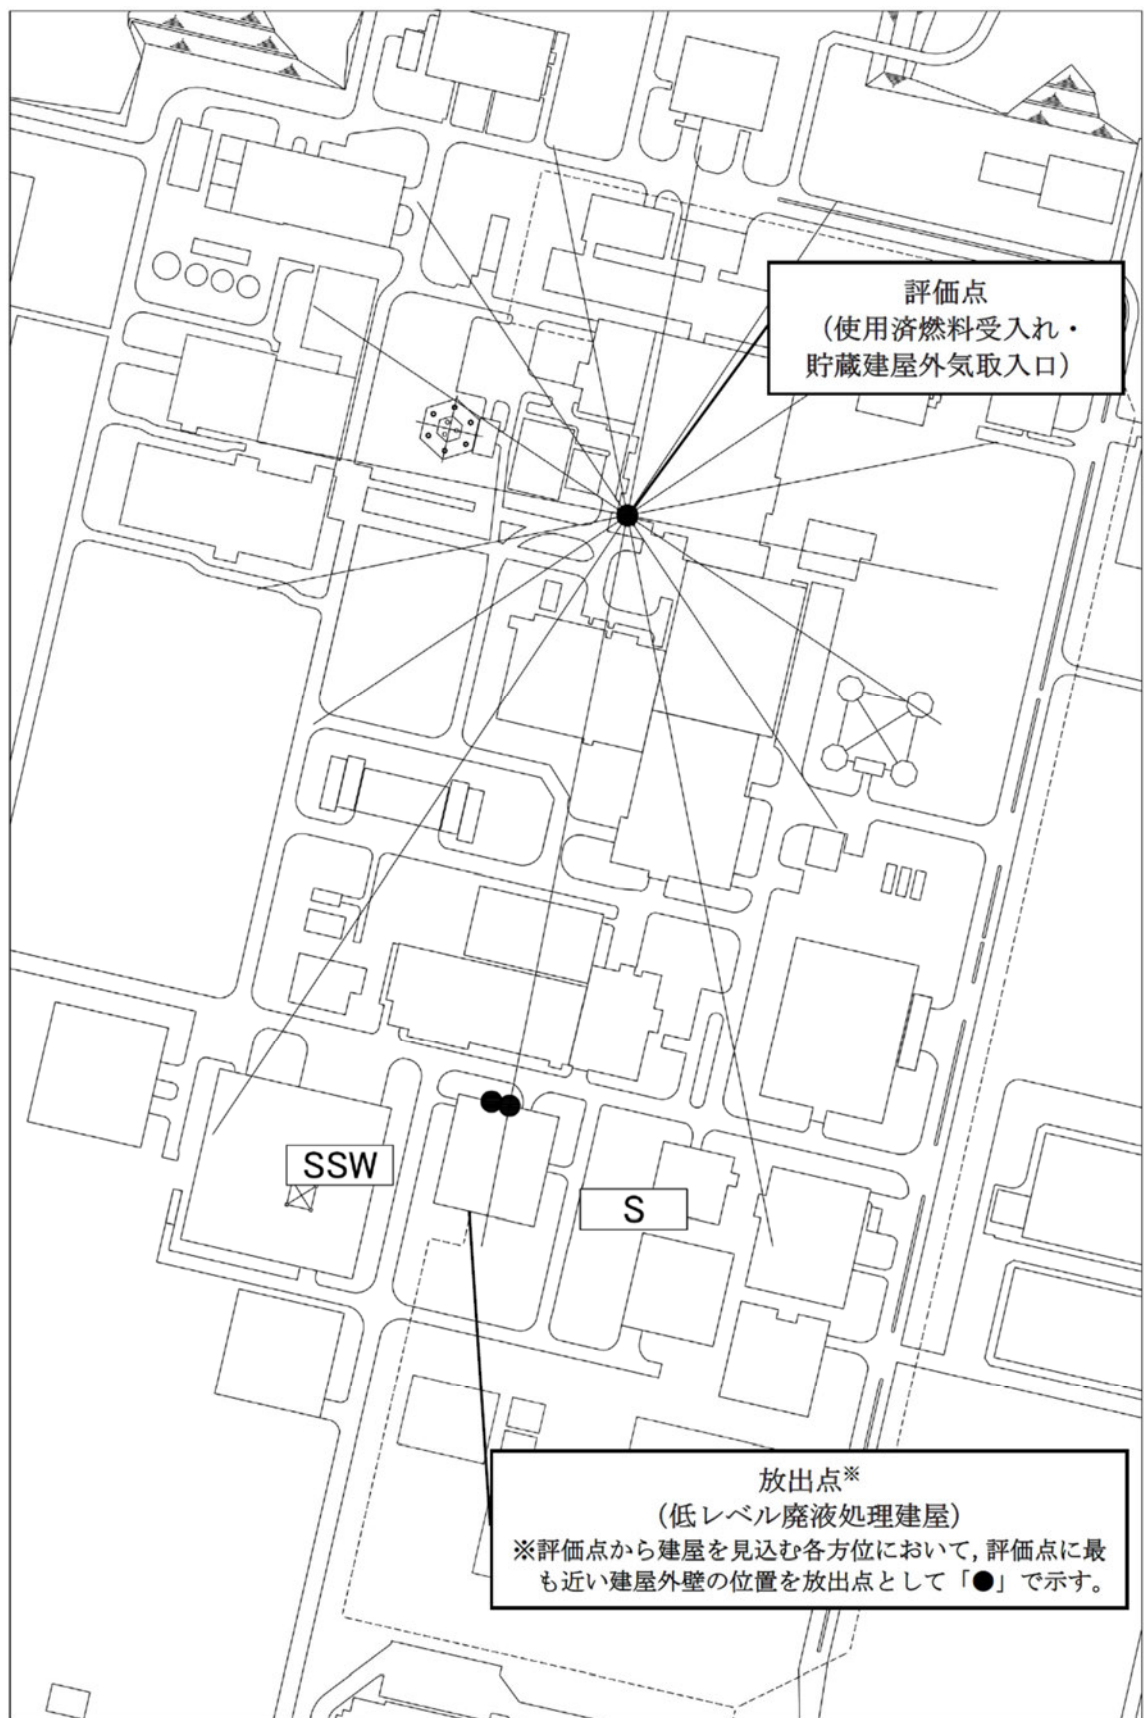 評価点
(使用済燃料受入れ・
貯蔵建屋外気取入口)
SSW
S
放出点※
(低レベル廃液処理建屋)
※評価点から建屋を見込む各方位において,評価点に最
も近い建屋外壁の位置を放出点として「●」で示す。